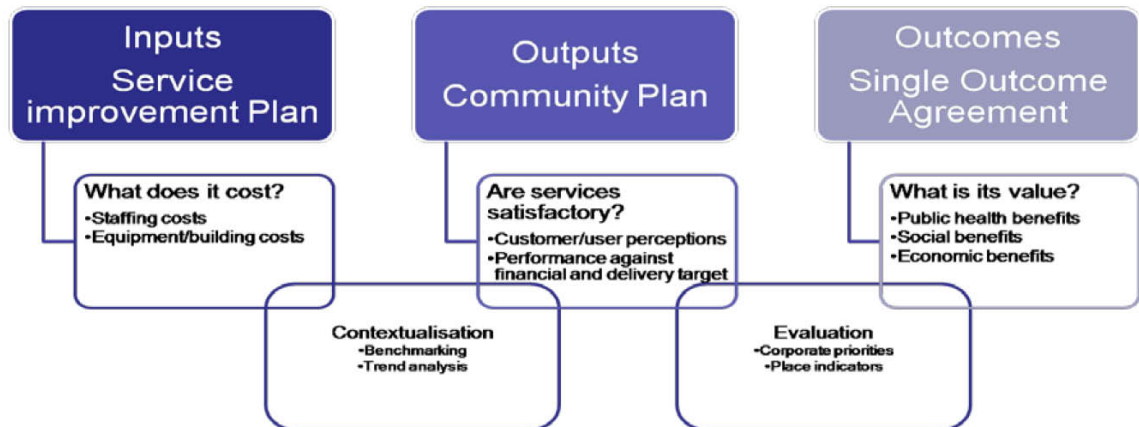 Inputs
Service
improvement Plan
Outputs
Community Plan
Outcomes
Single Outcome
Agreement
What does it cost?
•Staffing costs
•Equipment/building costs
Are services
satisfactory?
•Customer/user perceptions
•Performance against
financial and delivery target
What is its value?
•Public health benefits
•Social benefits
•Economic benefits
Contextualisation
•Benchmarking
•Trend analysis
Evaluation
•Corporate priorities
•Place indicators